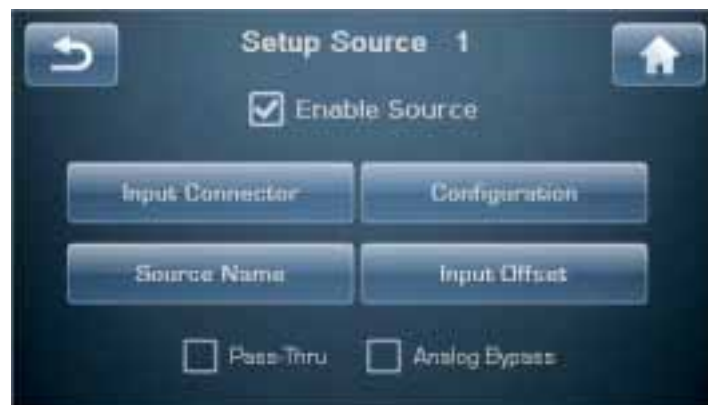 Setup Source 1
Enable Source
Input Connector Configuration
Source Name Input Offset
Pass-Thru Analog Bypass